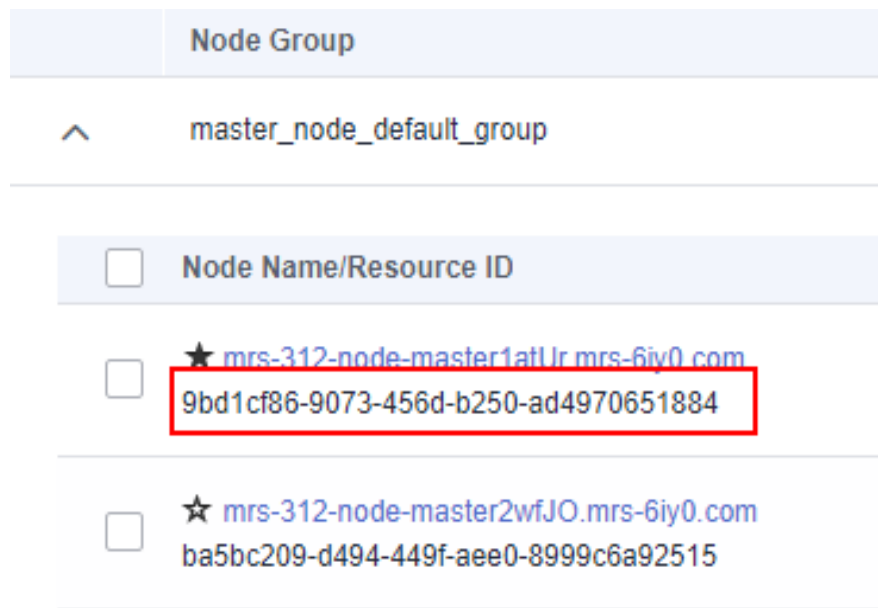 Node Group
master_node_default_group
Node Name/Resource ID
mrs-312-node-master1atUr.mrs-6iy0.com
9bd1cf86-9073-456d-b250-ad4970651884
mrs-312-node-master2wfJO.mrs-6iy0.com
ba5bc209-d494-449f-aee0-8999c6a92515